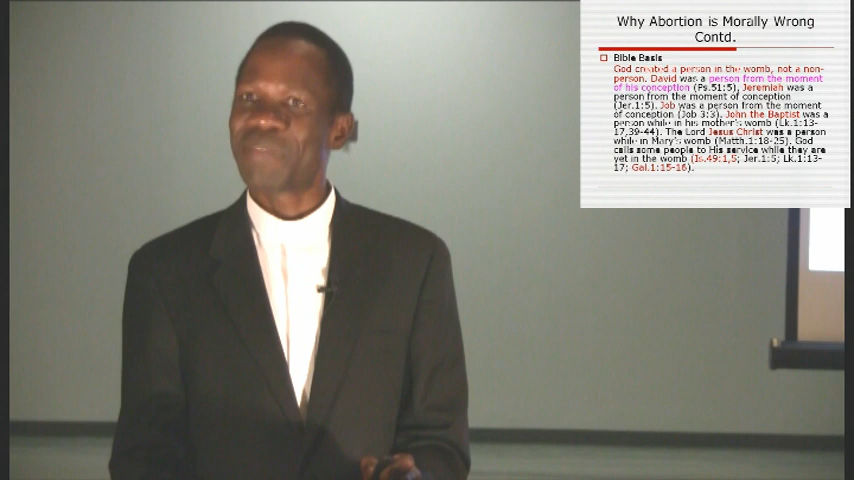 Why Abortion is Morally Wrong
Contd.
Bible Basis
God created a person in the womb, not a non-
person. David was a person from the moment
of his conception (Ps.51:5). Jeremiah was a
person from the moment of conception
(Jer.1:5). Job was a person from the moment
of conception (Job 3:3). John the Baptist was a
person while in his mother's womb (Lk.1:13-
17,39-44). The Lord Jesus Christ was a person
while in Mary's womb (Matth.1:18-25). God
calls some people to His service while they are
yet in the womb (Is.49:1,5; Jer.1:5; Lk.1:13-
17; Gal.1:15-16).